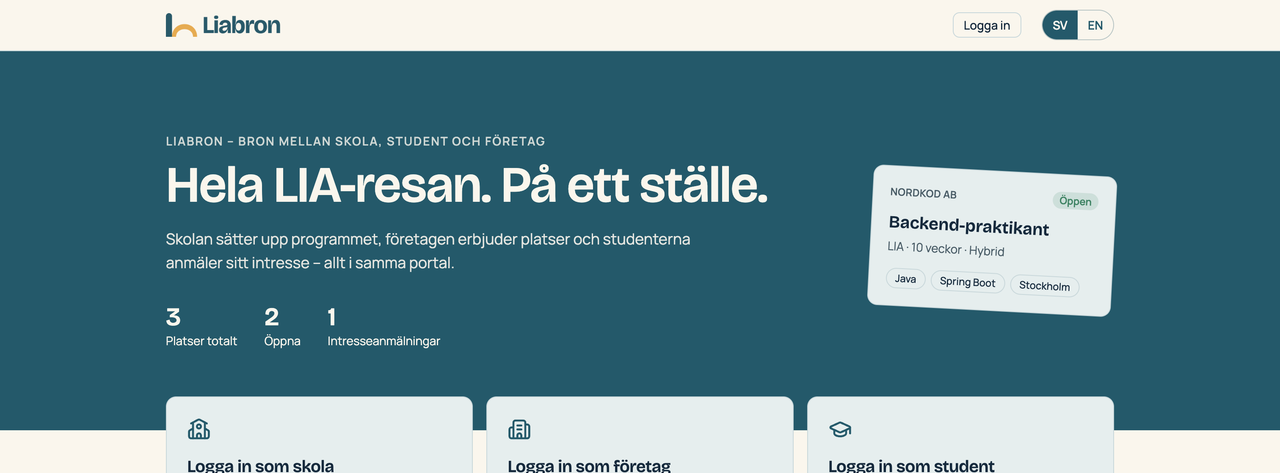 Liabron
Logga in
SV EN
LIABRON – BRON MELLAN SKOLA, STUDENT OCH FÖRETAG
Hela LIA-resan. På ett ställe.
Skolan sätter upp programmet, företagen erbjuder platser och studenterna
anmäler sitt intresse – allt i samma portal.
3 2 1
Platser totalt Öppna Intresseanmälningar
NORDKOD AB
Öppen
Backend-praktikant
LIA · 10 veckor · Hybrid
Java Spring Boot Stockholm
Logga in som skola
Logga in som företag
Logga in som student